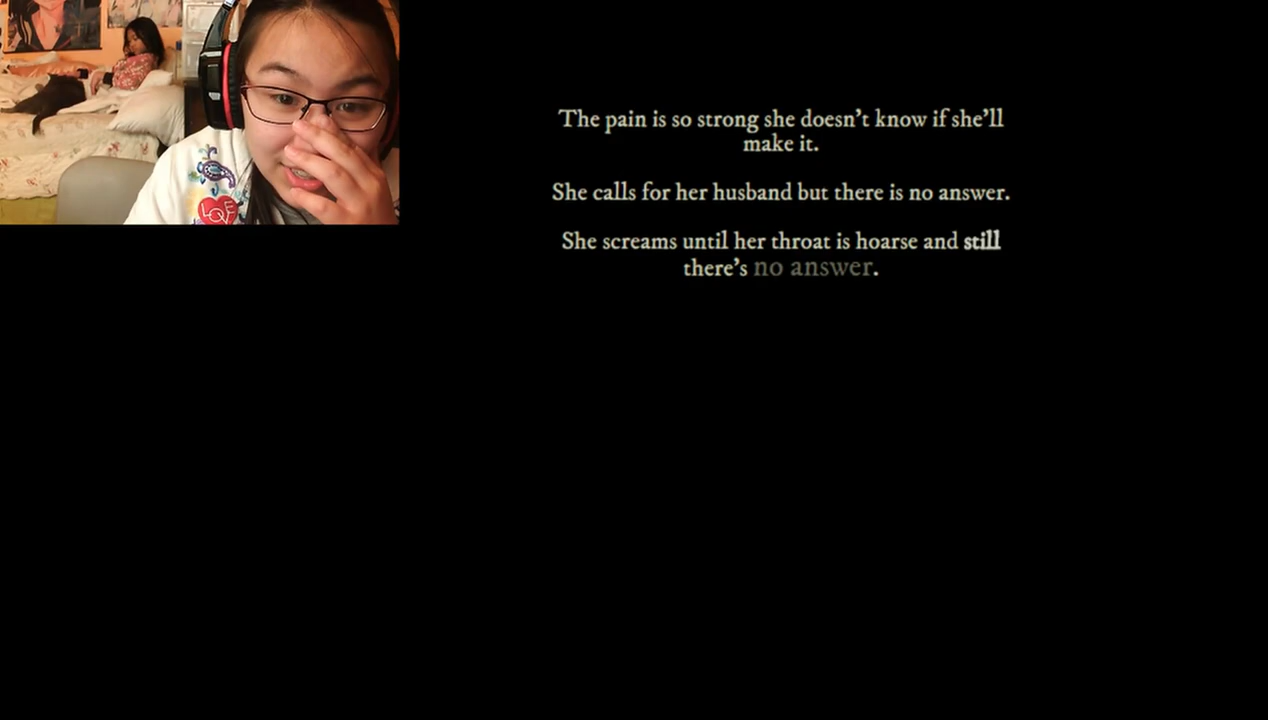 LOVE
The pain is so strong she doesn't know if she'll
make it.
She calls for her husband but there is no answer.
She screams until her throat is hoarse and still
there's no answer.